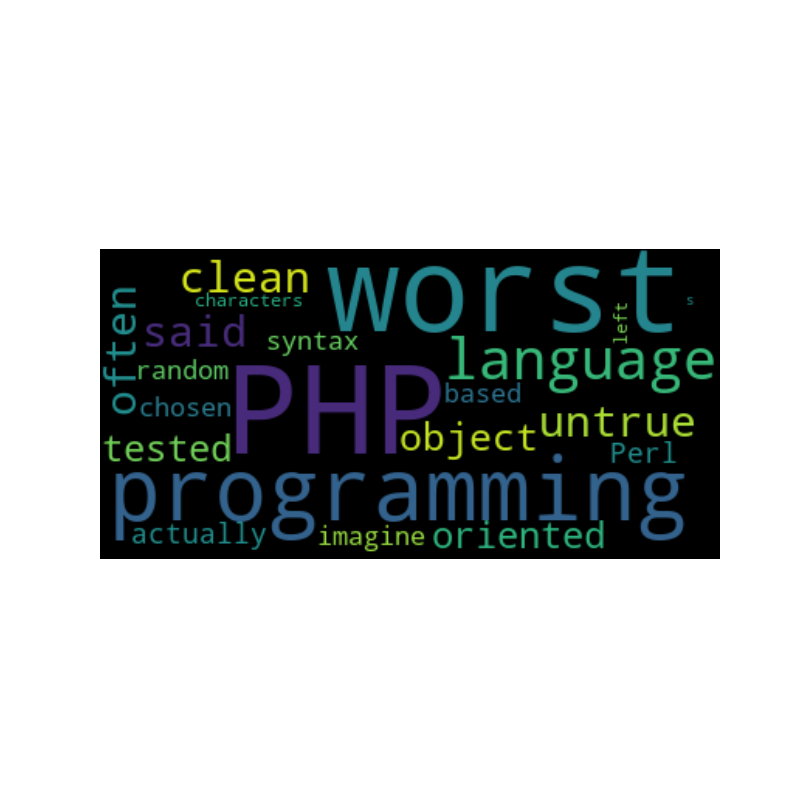 clean
worst
characters
s
often
said
left
syntax
language
random
PHP
based
chosen
untrue
object
tested
Perl
programming
actually
imagine
oriented